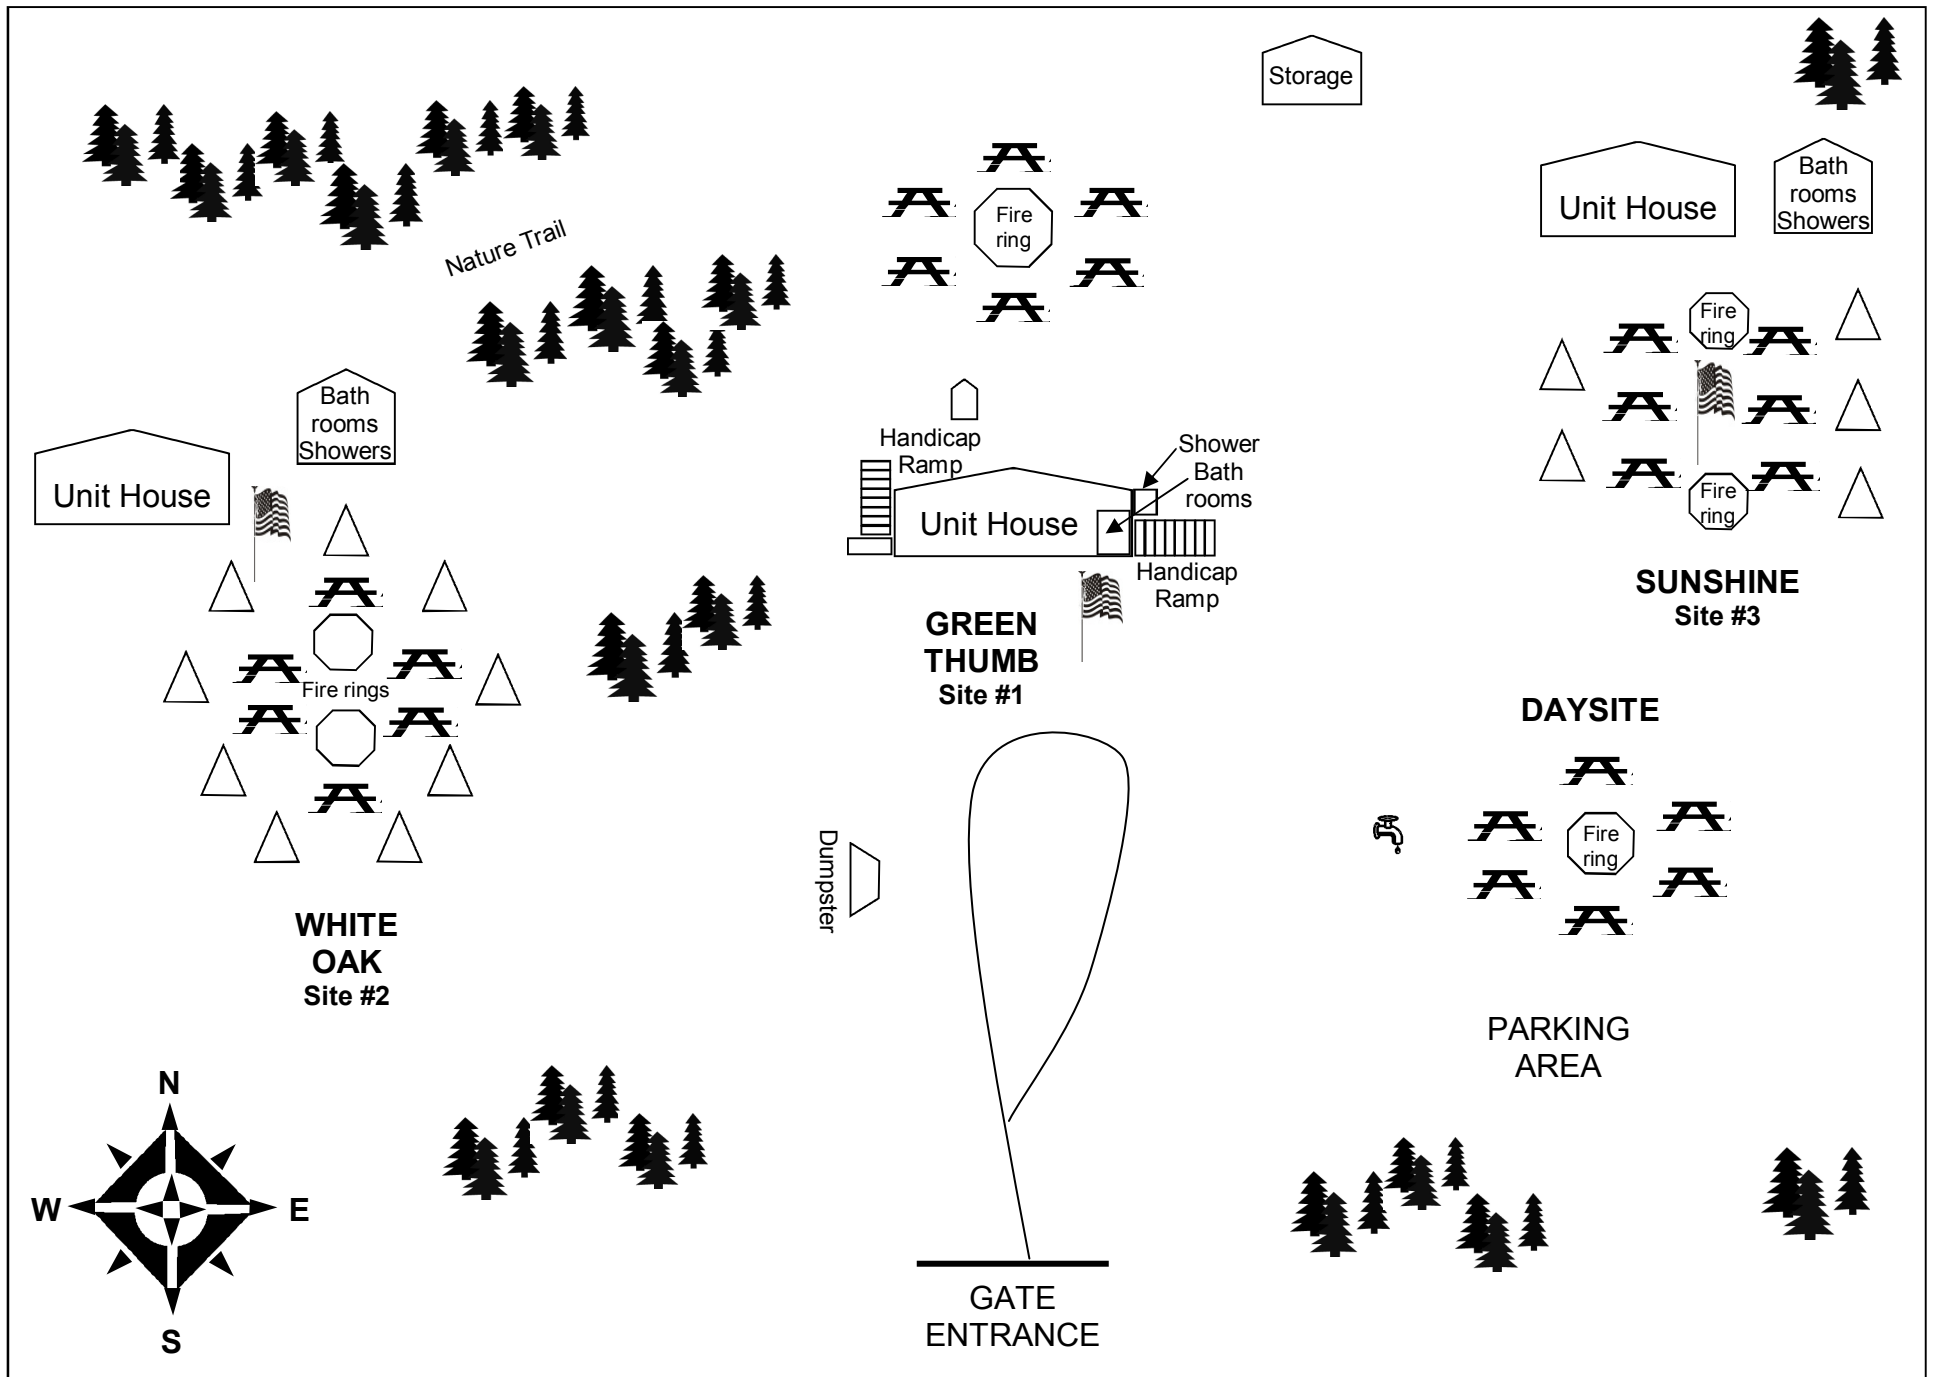 Storage
Bath
rooms
Showers
Unit House
Fire
ring
Nature Trail
Fire
ring
Bath
rooms
Showers
Unit House
Handicap
Ramp
Shower
Bath
rooms
Unit House
Handicap
Ramp
Fire
ring
SUNSHINE
Site #3
GREEN
THUMB
Site #1
Fire rings
DAYSITE
Fire
ring
Dumpster
WHITE
OAK
Site #2
PARKING
AREA
N
W
E
S
GATE
ENTRANCE